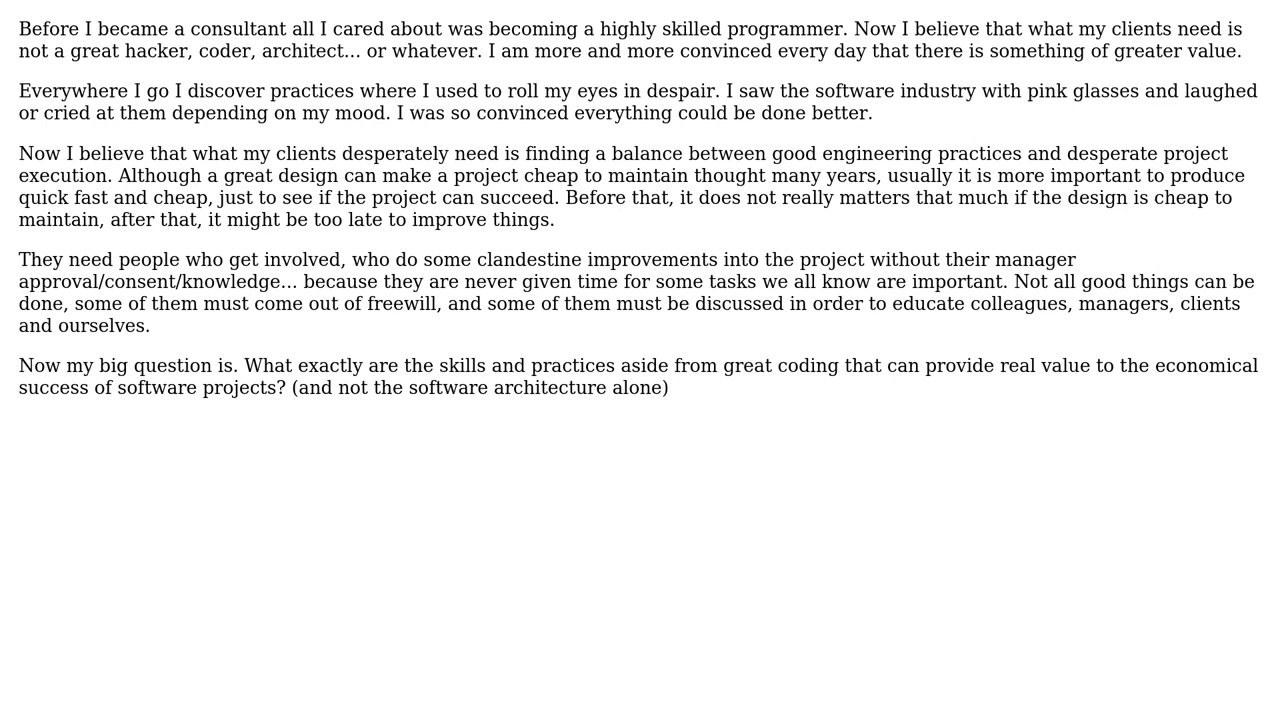 Before I became a consultant all I cared about was becoming a highly skilled programmer. Now I believe that what my clients need is
not a great hacker, coder, architect... or whatever. I am more and more convinced every day that there is something of greater value.
Everywhere I go I discover practices where I used to roll my eyes in despair. I saw the software industry with pink glasses and laughed
or cried at them depending on my mood. I was so convinced everything could be done better.
Now I believe that what my clients desperately need is finding a balance between good engineering practices and desperate project
execution. Although a great design can make a project cheap to maintain thought many years, usually it is more important to produce
quick fast and cheap, just to see if the project can succeed. Before that, it does not really matters that much if the design is cheap to
maintain, after that, it might be too late to improve things.
They need people who get involved, who do some clandestine improvements into the project without their manager
approval/consent/knowledge... because they are never given time for some tasks we all know are important. Not all good things can be
done, some of them must come out of freewill, and some of them must be discussed in order to educate colleagues, managers, clients
and ourselves.
Now my big question is. What exactly are the skills and practices aside from great coding that can provide real value to the economical
success of software projects? (and not the software architecture alone)